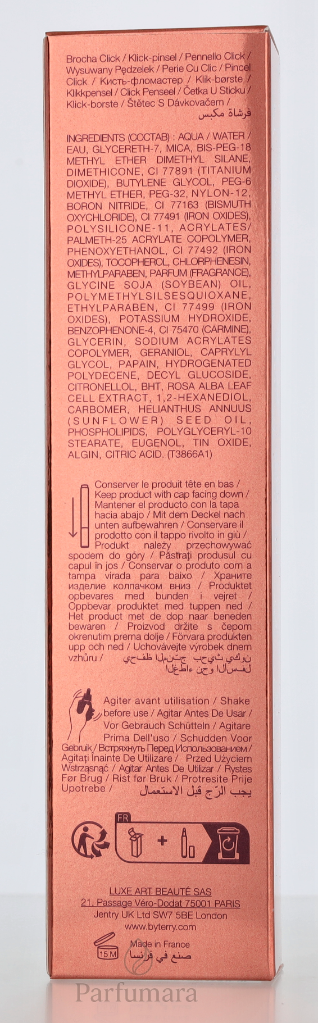 Brocha Click / Klick-pinsel / Pennello Click /
Wysuwany Pędzelek / Perie Cu Clic / Pincel
Click / Кисть-фломастер / Klik-børste /
Klikkpensel / Click Penseel / Četka U Sticku /
Klick-borste / Štětec S Dávkovačem /
فرشاة مكبس
INGREDIENTS (COCTAB) : AQUA / WATER /
EAU, GLYCERETH-7, MICA, BIS-PEG-18
METHYL ETHER DIMETHYL SILANE,
DIMETHICONE, CI 77891 (TITANIUM
DIOXIDE), BUTYLENE GLYCOL, PEG-6
METHYL ETHER, PEG-32, NYLON-12,
BORON NITRIDE, CI 77163 (BISMUTH
OXYCHLORIDE), CI 77491 (IRON OXIDES),
POLYSILICONE-11, ACRYLATES/
PALMETH-25 ACRYLATE COPOLYMER,
PHENOXYETHANOL, CI 77492 (IRON
OXIDES), TOCOPHEROL, CHLORPHENESIN,
METHYLPARABEN, PARFUM (FRAGRANCE),
GLYCINE SOJA (SOYBEAN) OIL,
POLYMETHYLSILSESQUIOXANE,
ETHYLPARABEN, CI 77499 (IRON
OXIDES), POTASSIUM HYDROXIDE,
BENZOPHENONE-4, CI 75470 (CARMINE),
GLYCERIN, SODIUM ACRYLATES
COPOLYMER, GERANIOL, CAPRYLYL
GLYCOL, PAPAIN, HYDROGENATED
POLYDECENE, DECYL GLUCOSIDE,
CITRONELLOL, BHT, ROSA ALBA LEAF
CELL EXTRACT, 1,2-HEXANEDIOL,
CARBOMER, HELIANTHUS ANNUUS
(SUNFLOWER) SEED OIL,
PHOSPHOLIPIDS, POLYGLYCERYL-10
STEARATE, EUGENOL, TIN OXIDE,
ALGIN, CITRIC ACID. (T3866A1)
Conserver le produit tête en bas /
Keep product with cap facing down /
Mantener el producto con la tapa
hacia abajo / Mit dem Deckel nach
unten aufbewahren / Conservare il
prodotto con il tappo rivolto in giù /
Produkt należy przechowywać
spodem do góry / Păstrați produsul cu
capul în jos / Conservar o produto com a
tampa virada para baixo / Храните
изделие колпачком вниз / Produktet
opbevares med bunden i vejret /
Oppbevar produktet med tuppen ned /
Het product met de dop naar beneden
bewaren / Proizvod držite s čepom
okrenutim prema dolje / Förvara produkten
upp och ned / Uchovávejte výrobek dnem
vzhůru / يحفظ المنتج بحيث يكون
الغطاء نحو الأسفل
Agiter avant utilisation / Shake
before use / Agitar Antes De Usar /
Vor Gebrauch Schütteln / Agitare
Prima Dell'uso / Schudden Voor
Gebruik / Встряхнуть Перед Использованием /
Agitați Înainte De Utilizare / Przed Użyciem
Wstrząsnąć / Agitar Antes De Utilizar / Rystes
Før Brug / Rist før Bruk / Protresite Prije
Upotrebe / يجب الرّج قبل الاستعمال
FR
+
LUXE ART BEAUTÉ SAS
21, Passage Véro-Dodat 75001 PARIS
Jentry UK Ltd SW7 5BE London
www.byterry.com
15 M
Made in France
صنع في فرنسا
Parfumara